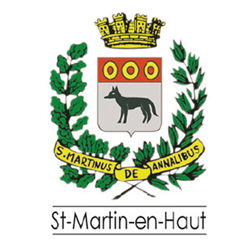 S. MARTINUS DE ANNALIBUS
St-Martin-en-Haut